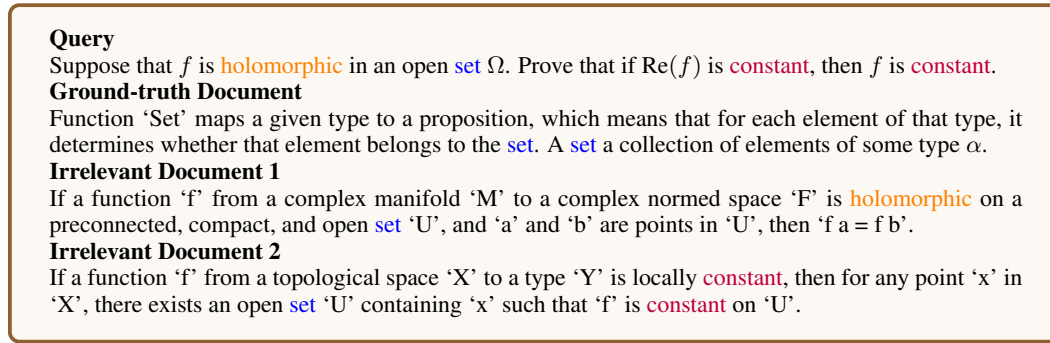 Query
Suppose that f is holomorphic in an open set Ω. Prove that if Re(f) is constant, then f is constant.
Ground-truth Document
Function ‘Set’ maps a given type to a proposition, which means that for each element of that type, it
determines whether that element belongs to the set. A set a collection of elements of some type α.
Irrelevant Document 1
If a function ‘f’ from a complex manifold ‘M’ to a complex normed space ‘F’ is holomorphic on a
preconnected, compact, and open set ‘U’, and ‘a’ and ‘b’ are points in ‘U’, then ‘f a = f b’.
Irrelevant Document 2
If a function ‘f’ from a topological space ‘X’ to a type ‘Y’ is locally constant, then for any point ‘x’ in
‘X’, there exists an open set ‘U’ containing ‘x’ such that ‘f’ is constant on ‘U’.